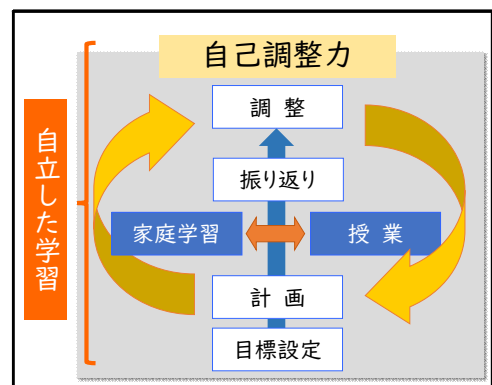 自己調整力
自立した学習
調 整
振り返り
家庭学習
授 業
計 画
目標設定